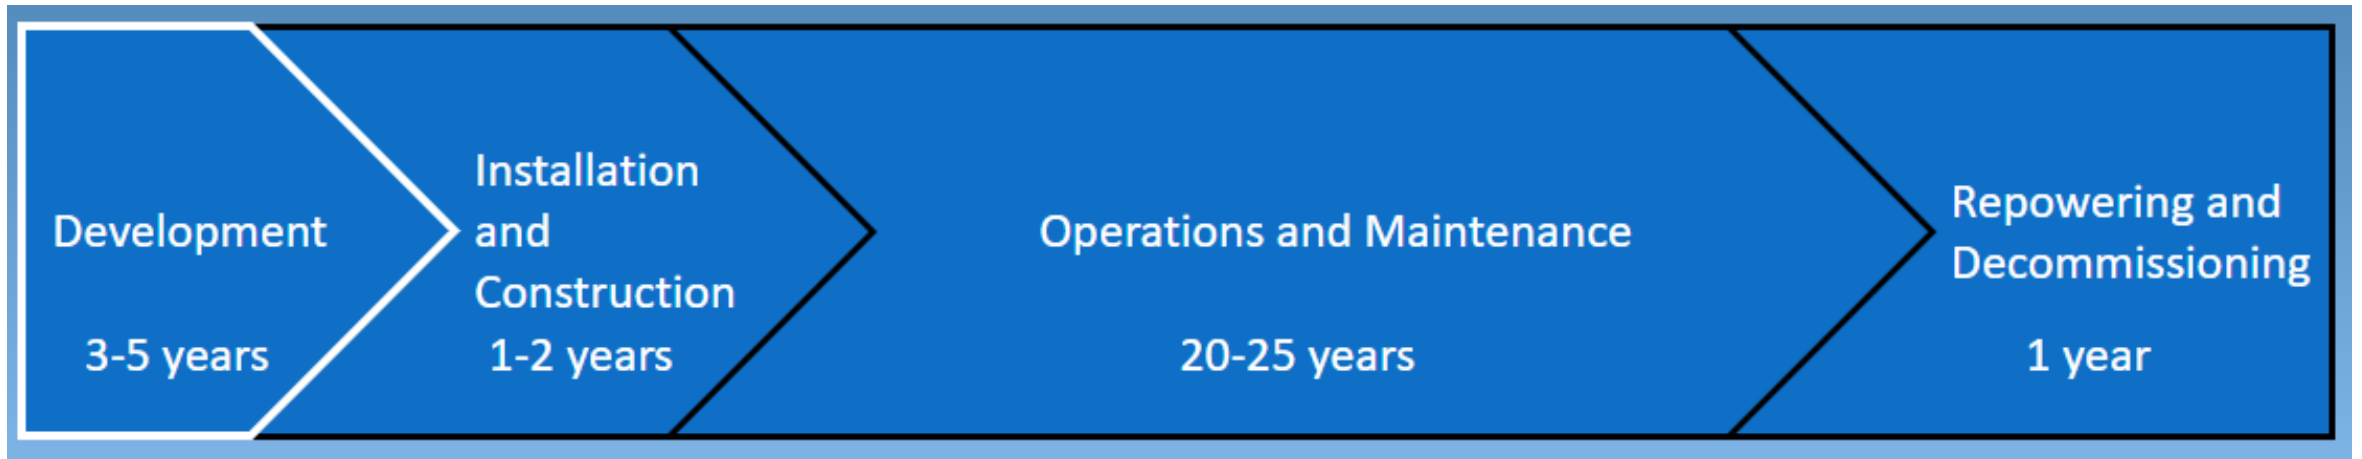 Development
3-5 years
Installation
and
Construction
1-2 years
Operations and Maintenance
20-25 years
Repowering and
Decommissioning
1 year